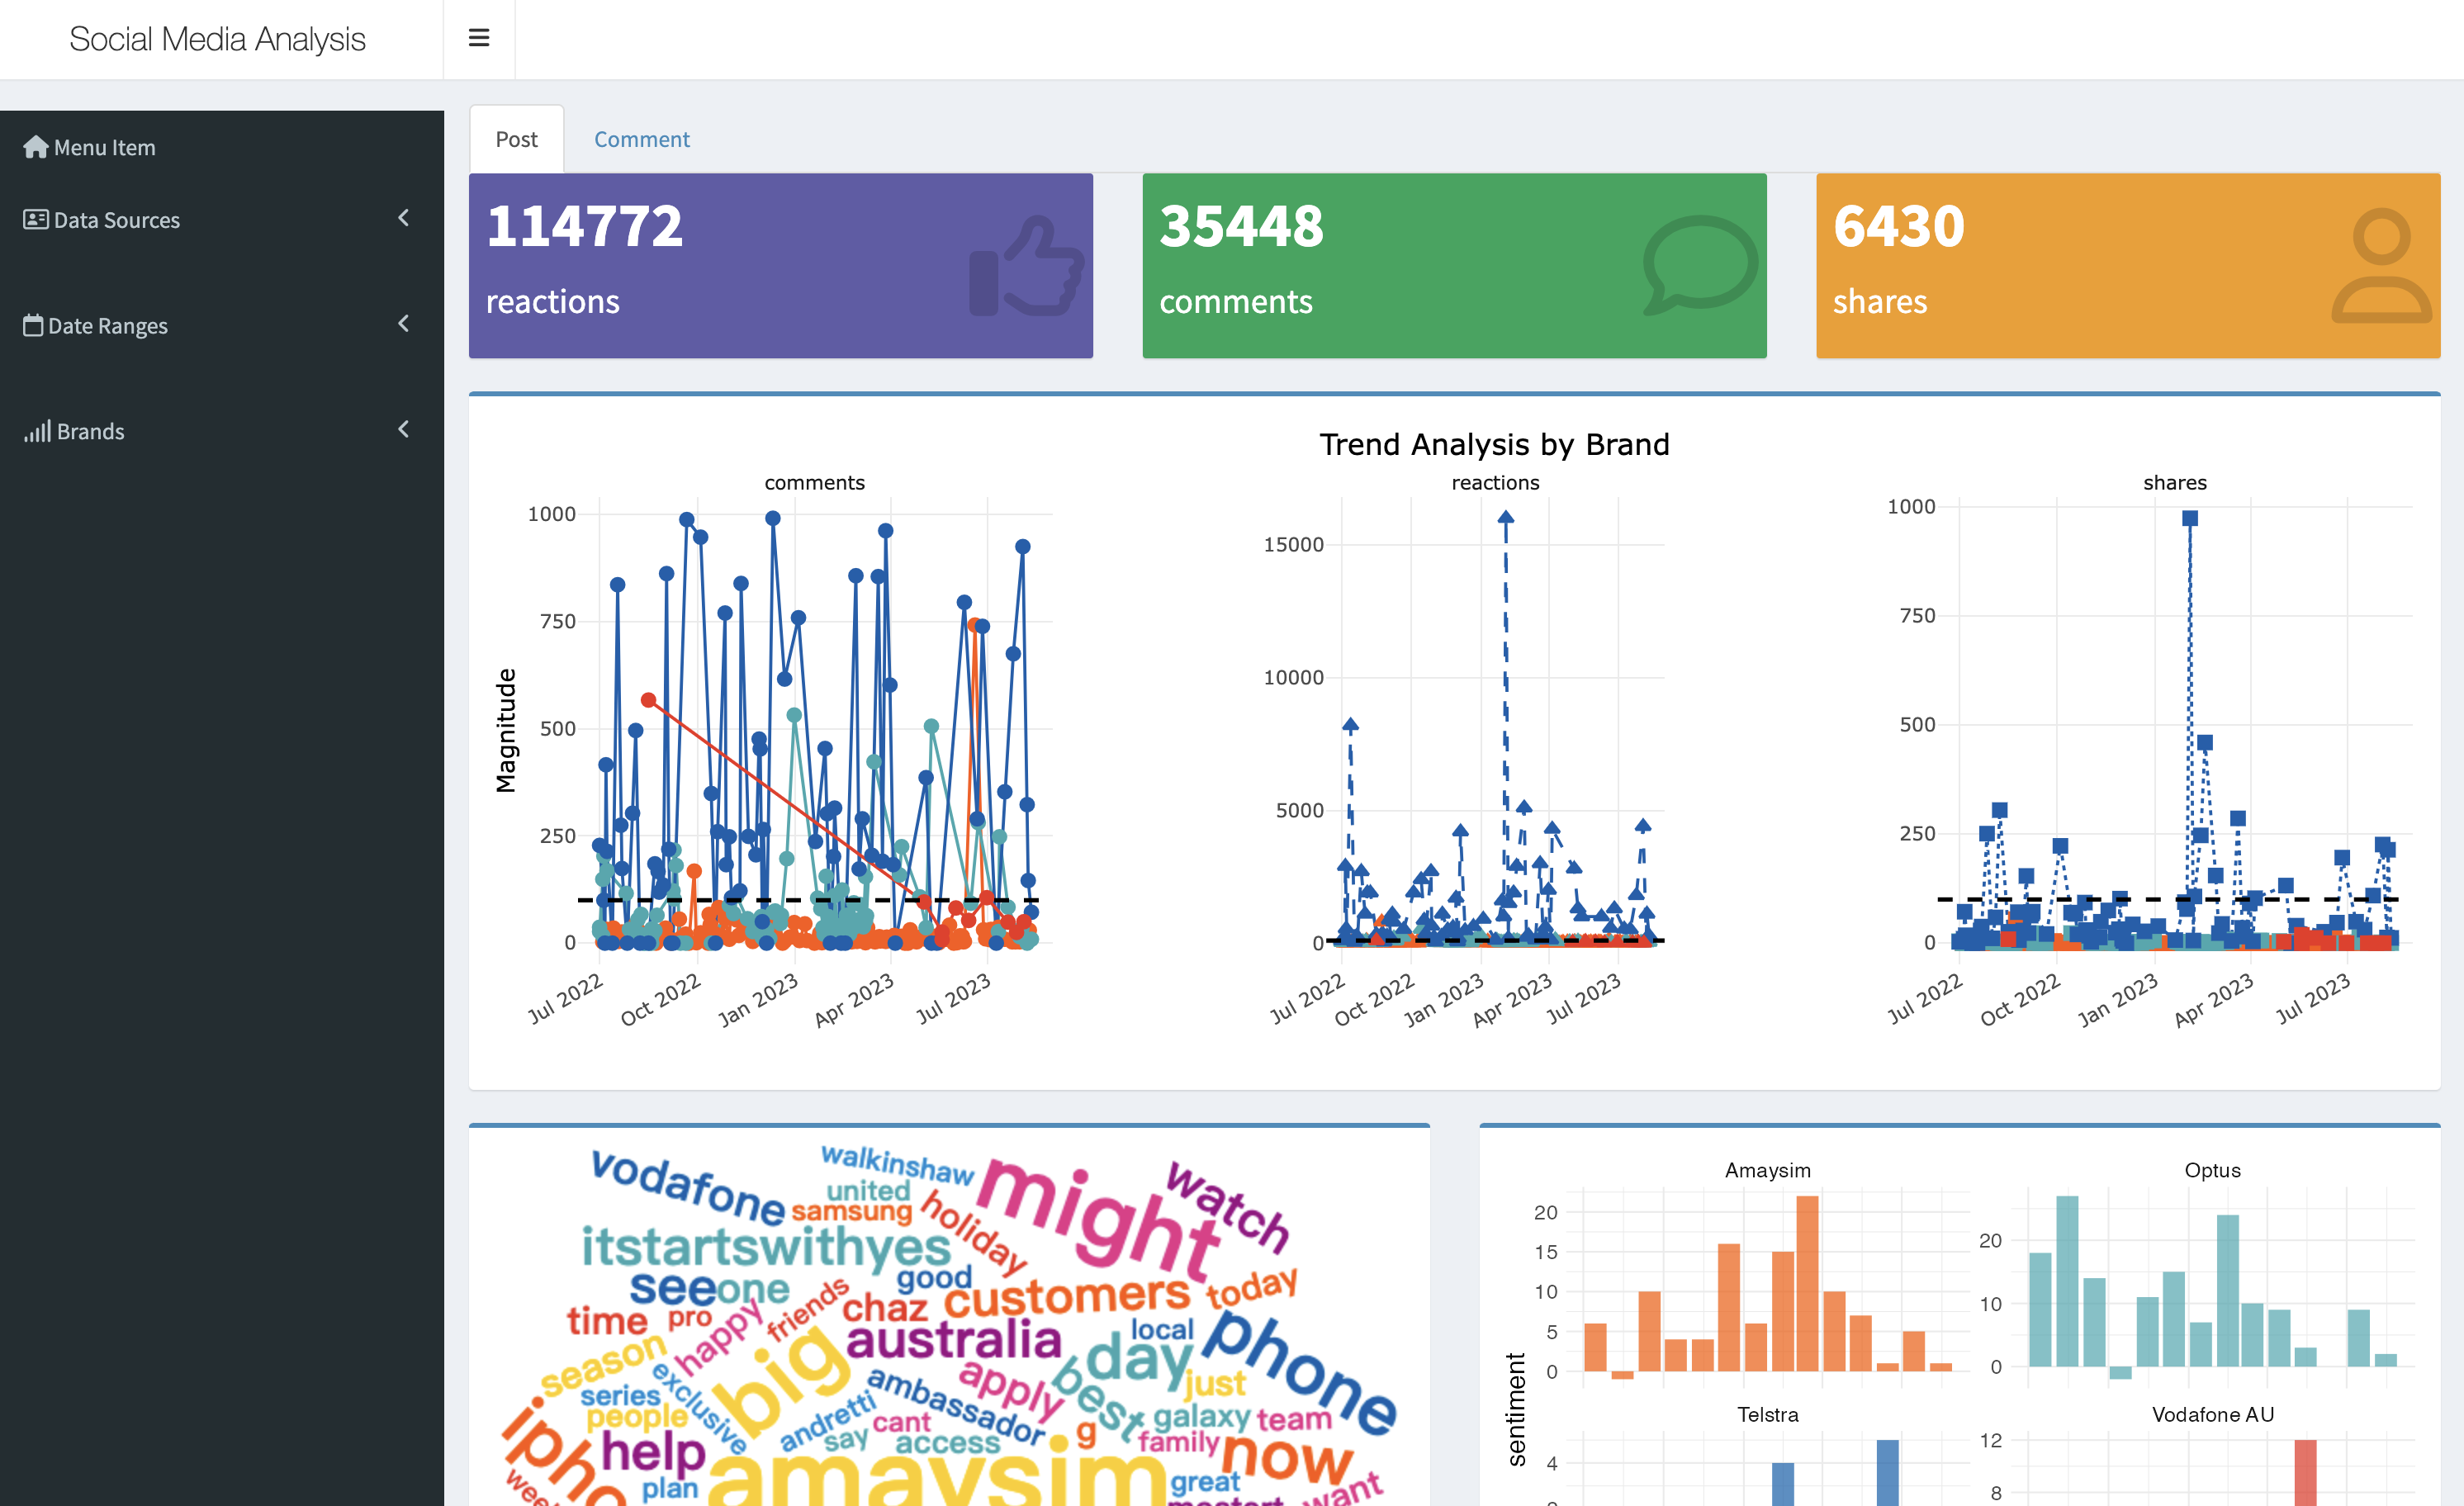 Social Media Analysis
Menu Item
Data Sources
Date Ranges
Brands
Post
Comment
114772
reactions
35448
comments
6430
shares
Trend Analysis by Brand
comments
reactions
shares
Magnitude
1000
750
500
250
0
Jul 2022
Oct 2022
Jan 2023
Apr 2023
Jul 2023
15000
10000
5000
0
Jul 2022
Oct 2022
Jan 2023
Apr 2023
Jul 2023
1000
750
500
250
0
Jul 2022
Oct 2022
Jan 2023
Apr 2023
Jul 2023
vodafone
walkinshaw
might
watch
united
samsung
holiday
itstartswithyes
see
one
good
customers
today
time
pro
happy
friends
chaz
australia
local
phone
season
big
day
series
exclusive
ambassador
apply
best
just
people
andretti
say
cant
access
g
galaxy
team
family
help
now
plan
amaysim
great
want
sentiment
Amaysim
20
15
10
5
0
Optus
20
10
0
Telstra
4
Vodafone AU
12
8